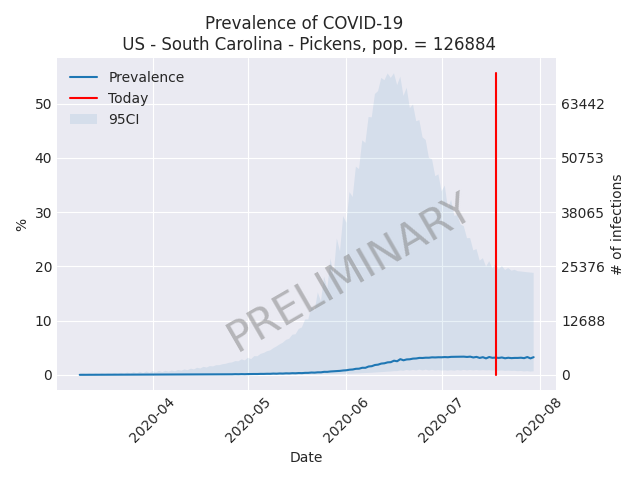 Prevalence of COVID-19
US - South Carolina - Pickens, pop. = 126884
Prevalence
Today
95CI
%
50
40
30
20
10
0
63442
50753
38065
25376
12688
0
# of infections
PRELIMINARY
2020-04
2020-05
2020-06
2020-07
2020-08
Date